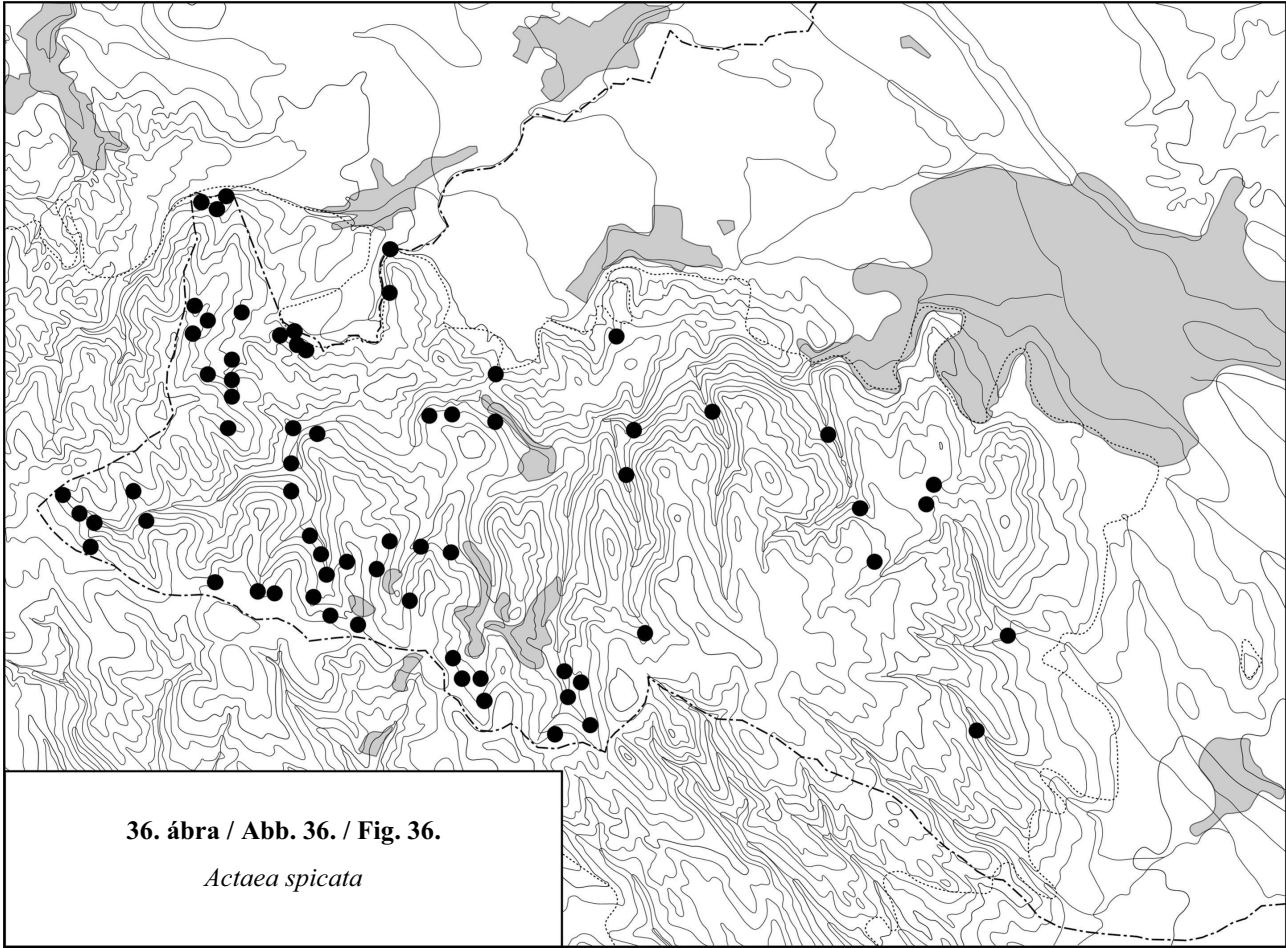 36. ábra / Abb. 36. / Fig. 36.
Actaea spicata